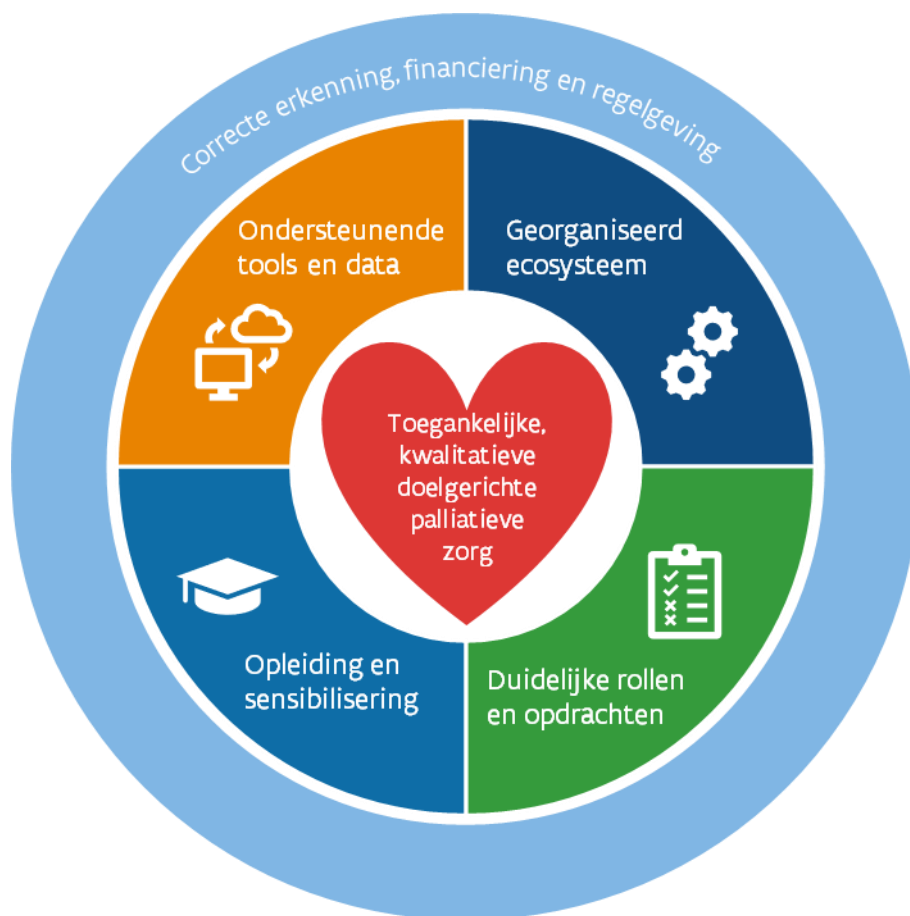 Correcte erkenning, financiering en regelgeving
Ondersteunende
tools en data
Georganiseerd
ecosysteem
Toegankelijke,
kwalitatieve
doelgerichte
palliatieve
zorg
Opleiding en
sensibilisering
Duidelijke rollen
en opdrachten